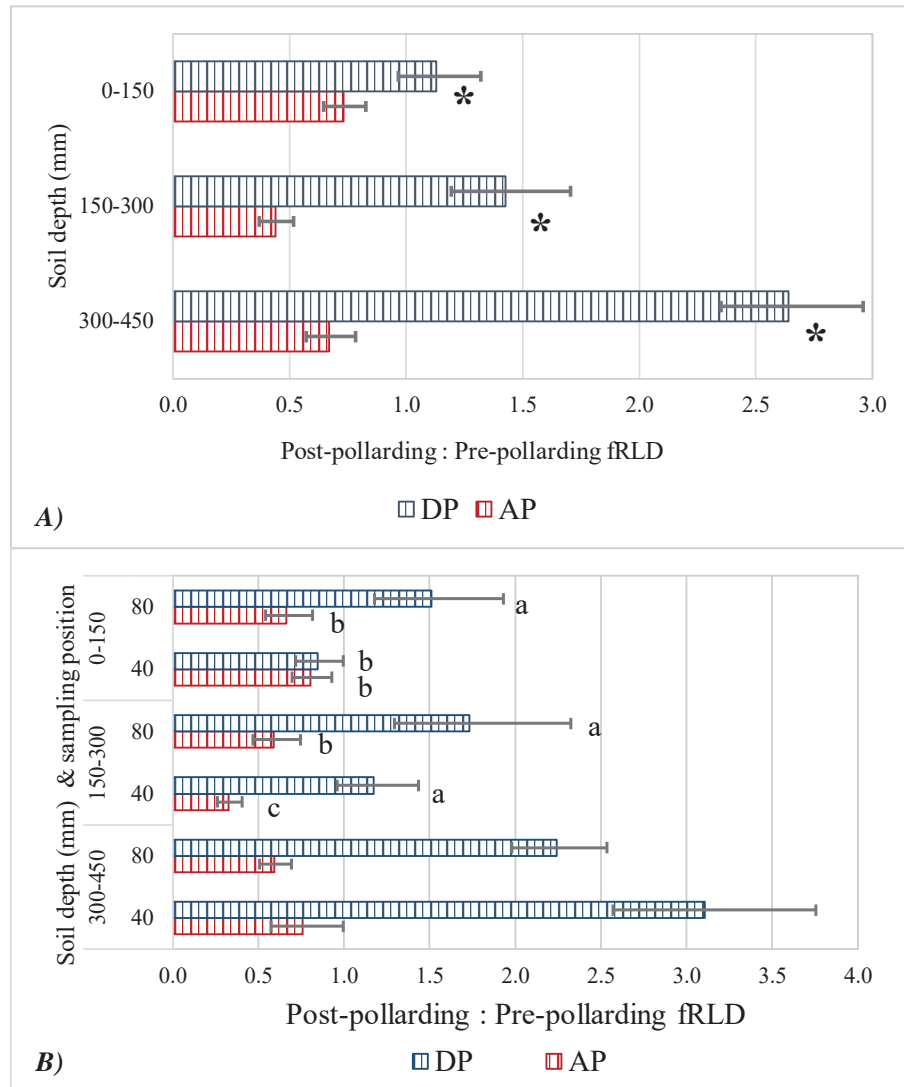 Soil depth (mm)
0-150
*
150-300
*
300-450
*
0.0 0.5 1.0 1.5 2.0 2.5 3.0
Post-pollarding : Pre-pollarding fRLD
A)
DP AP
Soil depth (mm) & sampling position
0-150
80
a
b
40
b
b
150-300
80
a
b
40
a
c
300-450
80
40
0.0 0.5 1.0 1.5 2.0 2.5 3.0 3.5 4.0
Post-pollarding : Pre-pollarding fRLD
B)
DP AP